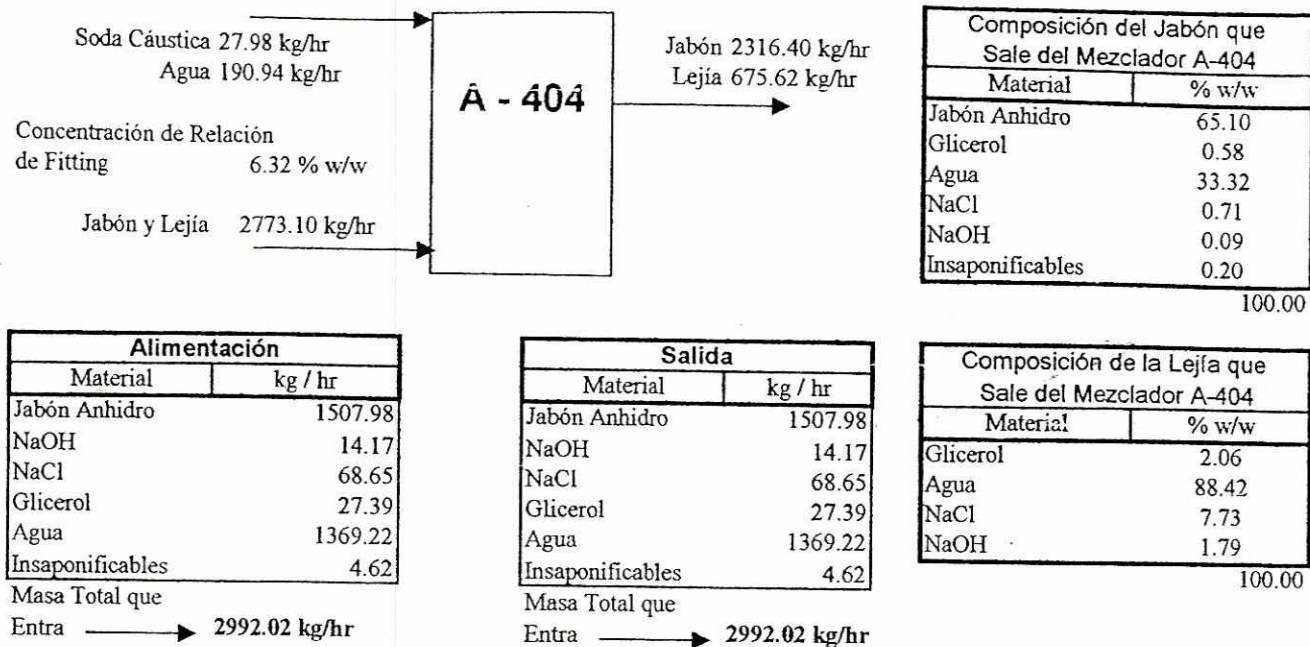 Soda Cáustica 27.98 kg/hr
Agua 190.94 kg/hr
Concentración de Relación
de Fitting 6.32 % w/w
Jabón y Lejía 2773.10 kg/hr
A - 404
Jabón 2316.40 kg/hr
Lejía 675.62 kg/hr
Composición del Jabón que
Sale del Mezclador A-404
Material % w/w
Jabón Anhidro 65.10
Glicerol 0.58
Agua 33.32
NaCl 0.71
NaOH 0.09
Insaponificables 0.20
100.00
Alimentación
Material kg / hr
Jabón Anhidro 1507.98
NaOH 14.17
NaCl 68.65
Glicerol 27.39
Agua 1369.22
Insaponificables 4.62
Masa Total que
Entra 2992.02 kg/hr
Salida
Material kg / hr
Jabón Anhidro 1507.98
NaOH 14.17
NaCl 68.65
Glicerol 27.39
Agua 1369.22
Insaponificables 4.62
Masa Total que
Entra 2992.02 kg/hr
Composición de la Lejía que
Sale del Mezclador A-404
Material % w/w
Glicerol 2.06
Agua 88.42
NaCl 7.73
NaOH 1.79
100.00